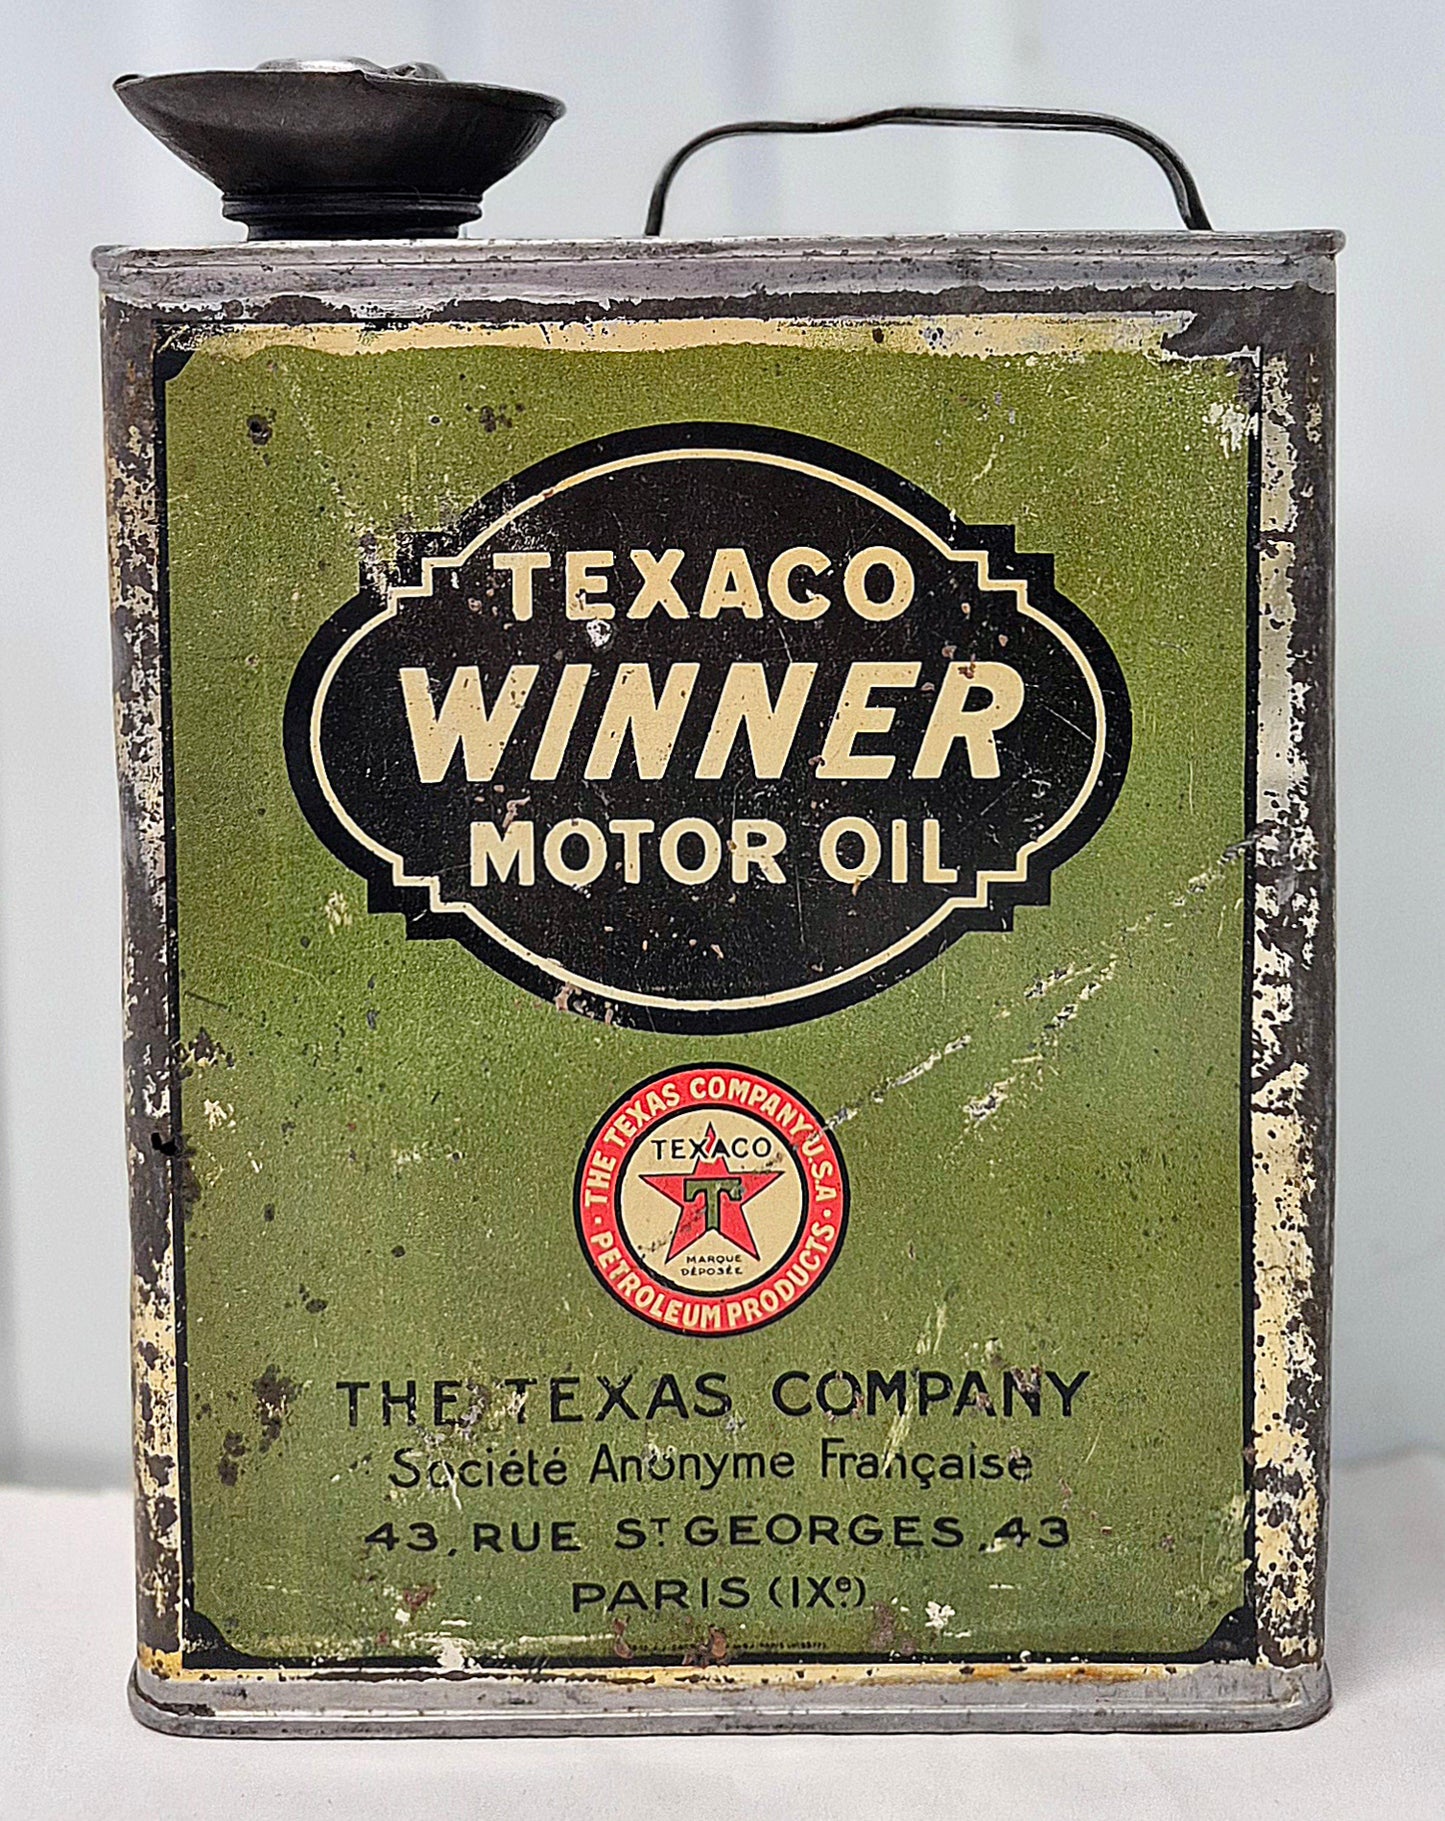 TEXACO
WINNER
MOTOR OIL
THE TEXAS COMPANY U.S.A
PETROLEUM PRODUCTS
TEXACO
T
MARQUE
DÉPOSÉE
THE TEXAS COMPANY
Société Anonyme Française
43, RUE ST GEORGES, 43
PARIS (IXe)